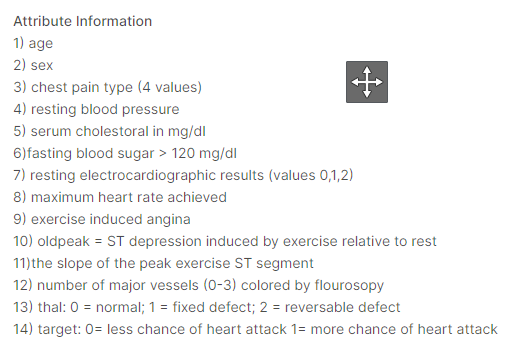 Attribute Information
1) age
2) sex
3) chest pain type (4 values)
4) resting blood pressure
5) serum cholestoral in mg/dl
6)fasting blood sugar > 120 mg/dl
7) resting electrocardiographic results (values 0,1,2)
8) maximum heart rate achieved
9) exercise induced angina
10) oldpeak = ST depression induced by exercise relative to rest
11)the slope of the peak exercise ST segment
12) number of major vessels (0-3) colored by flourosopy
13) thal: 0 = normal; 1 = fixed defect; 2 = reversable defect
14) target: 0= less chance of heart attack 1= more chance of heart attack